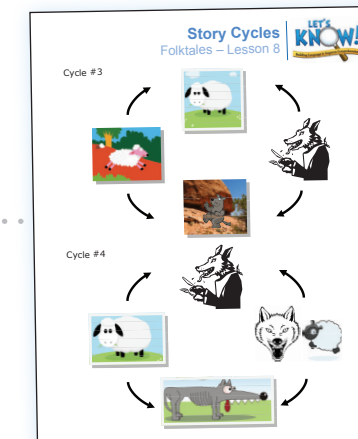 Story Cycles
Folktales – Lesson 8
LET'S
KNOW!
Cycle #3
Cycle #4